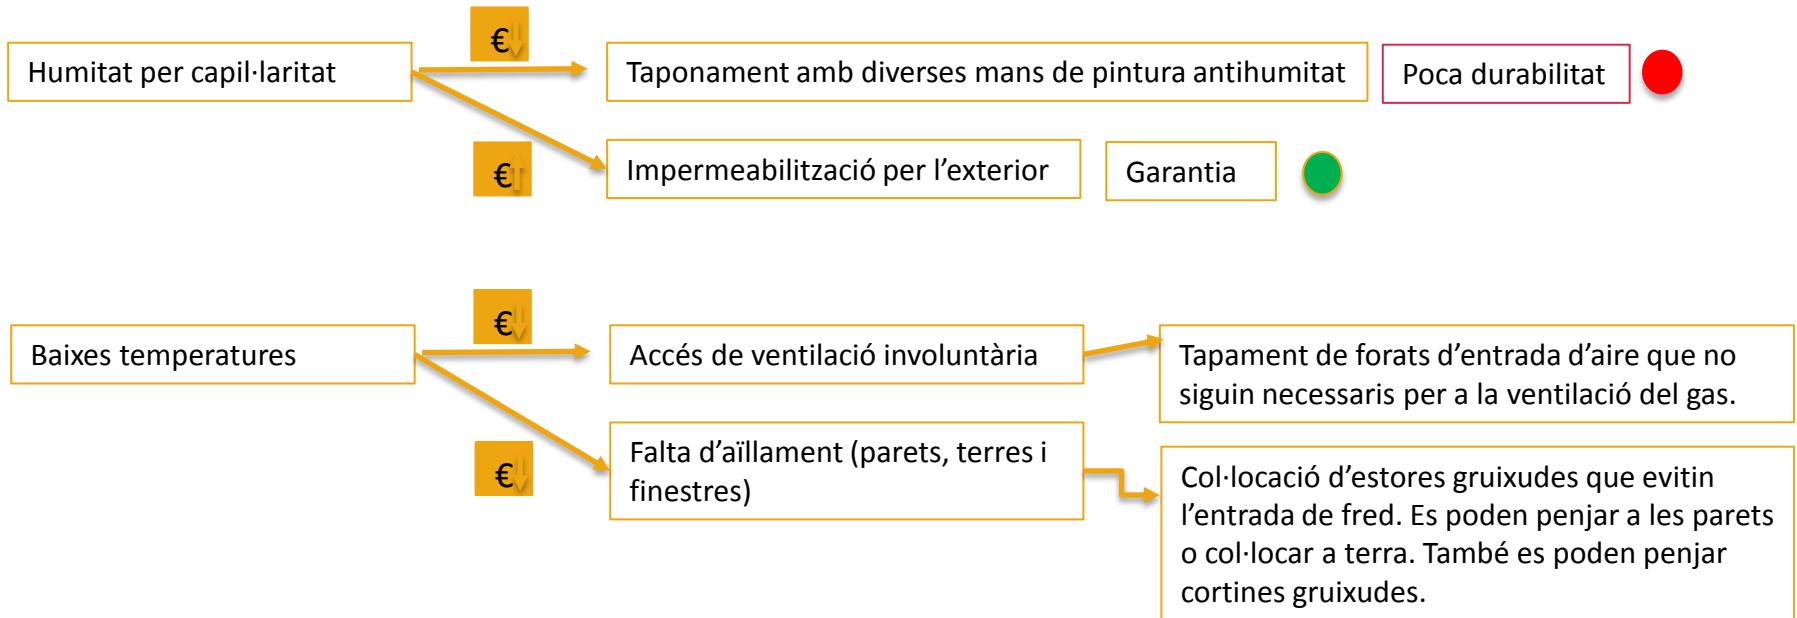 €
Humitat per capil·laritat
Taponament amb diverses mans de pintura antihumitat
Poca durabilitat
€
Impermeabilització per l’exterior
Garantia
€
Baixes temperatures
Accés de ventilació involuntària
Tapament de forats d’entrada d’aire que no
siguin necessaris per a la ventilació del gas.
€
Falta d’aïllament (parets, terres i
finestres)
Col·locació d’estores gruixudes que evitin
l’entrada de fred. Es poden penjar a les parets
o col·locar a terra. També es poden penjar
cortines gruixudes.